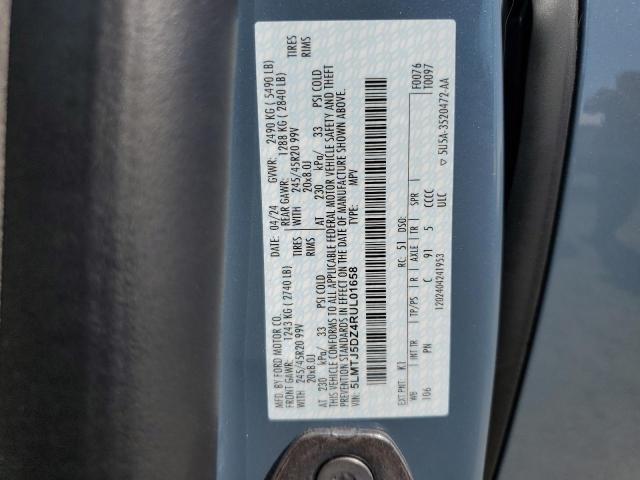 MFD. BY FORD MOTOR CO.
DATE: 04/24 GVWR: 2490 KG ( 5490 LB)
FRONT GAWR: 1243 KG ( 2740 LB) REAR GAWR: 1288 KG ( 2840 LB)
WITH 245/45R20 99V TIRES WITH 245/45R20 99V TIRES
20x8.0J RIMS 20x8.0J RIMS
AT 230 kPa/ 33 PSI COLD AT 230 kPa/ 33 PSI COLD
THIS VEHICLE CONFORMS TO ALL APPLICABLE FEDERAL MOTOR VEHICLE SAFETY AND THEFT
PREVENTION STANDARDS IN EFFECT ON THE DATE OF MANUFACTURE SHOWN ABOVE.
VIN: 5LMTJ5DZ4RUL01658 TYPE: MPV
F0076
T0097
EXT PNT: K1 RC: 51 DSO:
WB INT TR TP/PS R AXLE TR SPR
106 PN C 91 5 CCCC
ULC
1202404241953
▽ 5U5A-3520472-AA